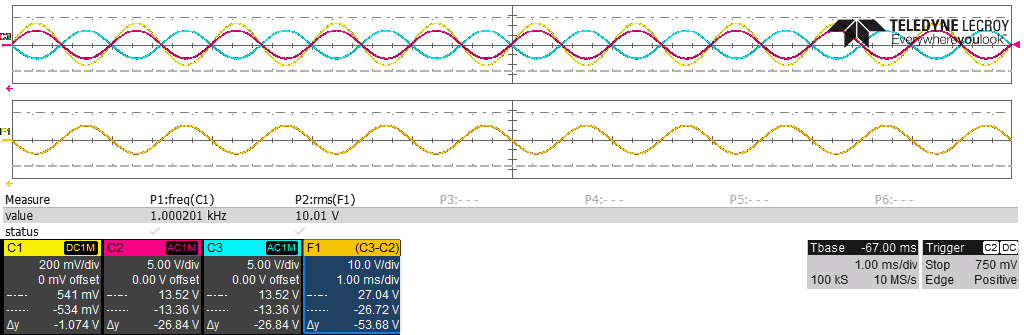 C3
TELEDYNE LECROY
Everywhereyoulook
F1
Measure P1:freq(C1) P2:rms(F1) P3:- - - P4:- - - P5:- - - P6:- - -
value 1.000201 kHz 10.01 V
status
C1 DC1M C2 AC1M C3 AC1M F1 (C3-C2) Tbase -67.00 ms Trigger C2 DC
200 mV/div 5.00 V/div 5.00 V/div 10.0 V/div 1.00 ms/div Stop 750 mV
0 mV offset 0.00 V offset 0.00 V offset 1.00 ms/div 100 kS 10 MS/s Edge Positive
541 mV 13.52 V 13.52 V 27.04 V
-534 mV -13.36 V -13.36 V -26.72 V
Δy -1.074 V Δy -26.84 V Δy -26.84 V Δy -53.68 V